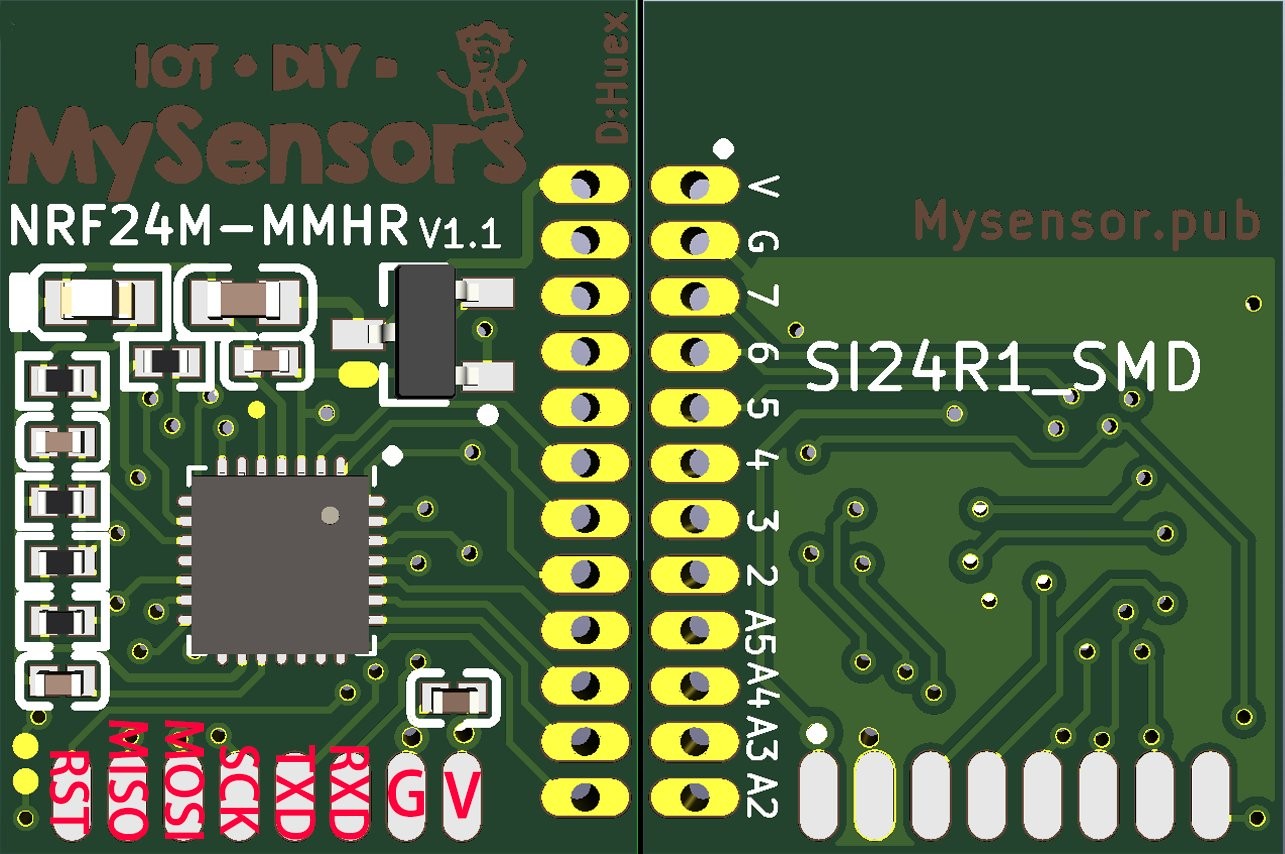 IOT • DIY
MySensors
D:Huex
NRF24M-MMHR V1.1
RST
MISO
MOSI
SCK
TXD
RXD
G
V
V
G
7
6
5
4
3
2
A5
A4
A3
A2
Mysensor.pub
SI24R1_SMD